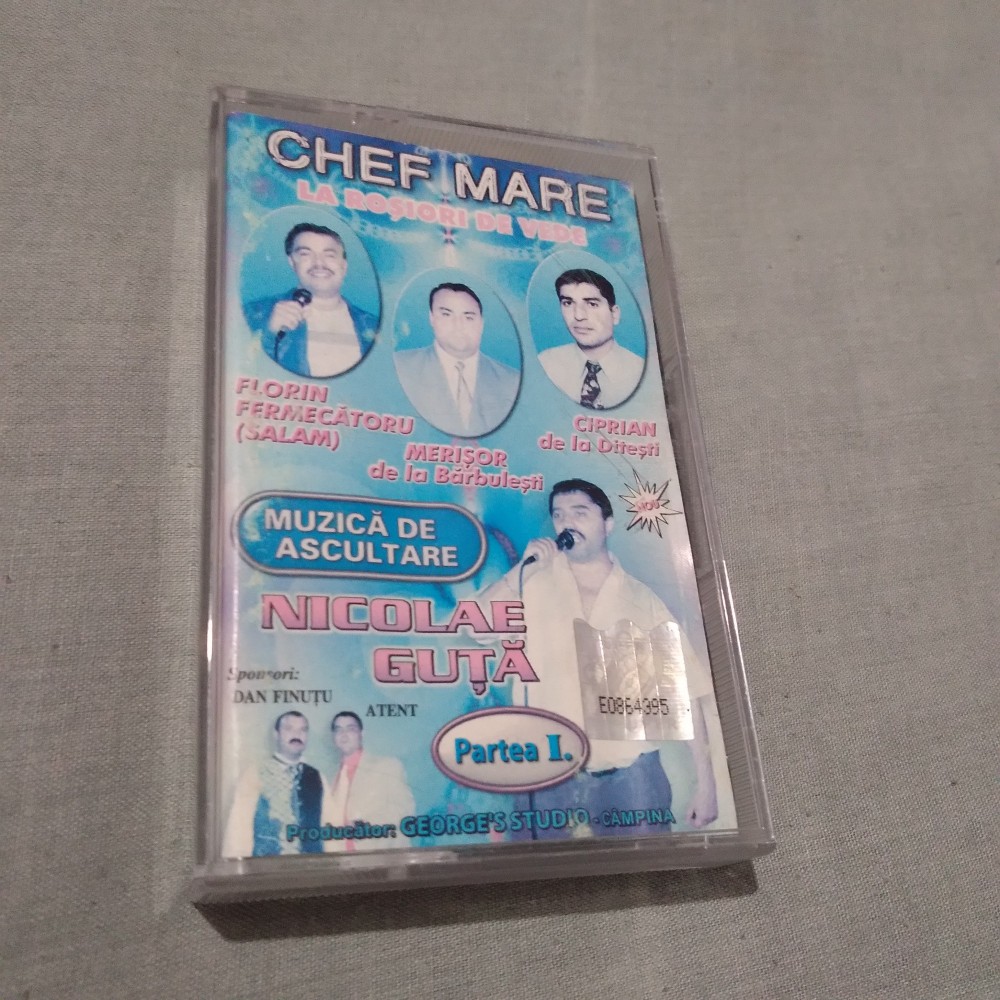 CHEF MARE
LA ROȘIORI DE VEDE
FLORIN
FERMECĂTORU
(SALAM)
MERIȘOR
de la Bărbulești
CIPRIAN
de la Ditești
NOU
MUZICĂ DE
ASCULTARE
NICOLAE
GUȚĂ
Sponsori:
DAN FINUȚU
ATENT
E0864395
Partea I.
Producător: GEORGE'S STUDIO - CÂMPINA